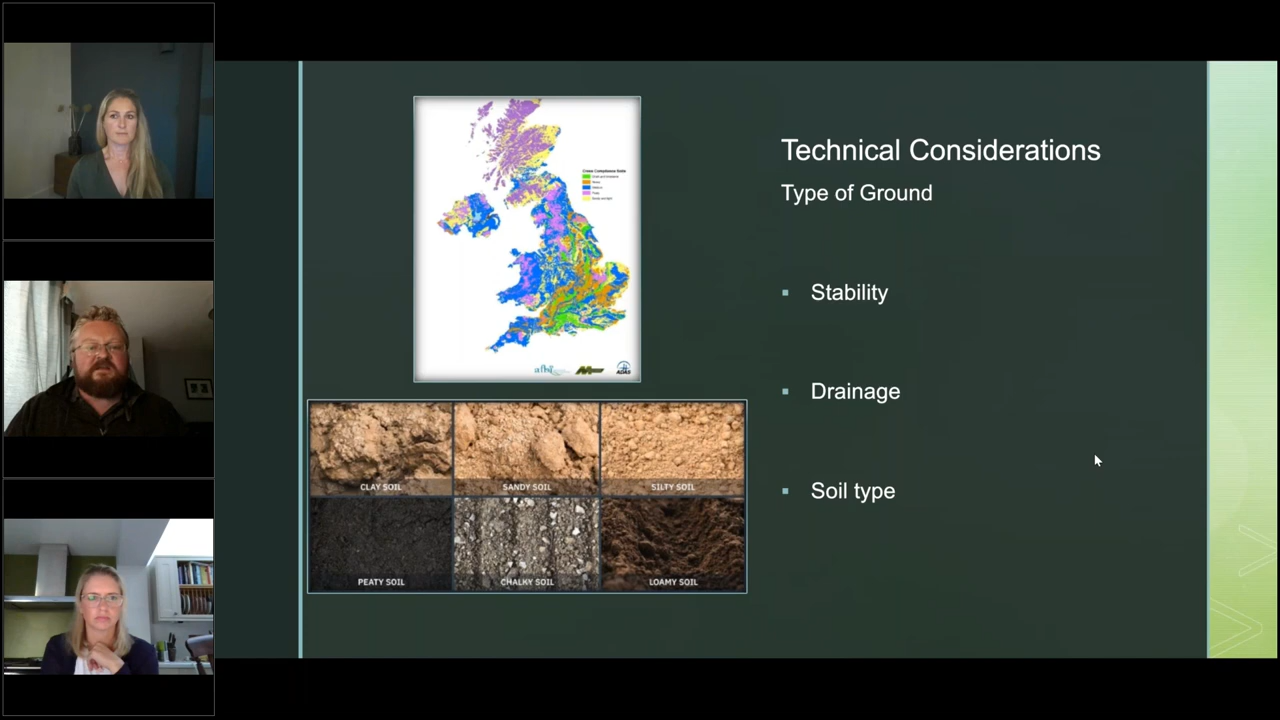 Technical Considerations
Type of Ground
Stability
Drainage
Soil type
CLAY SOIL
SANDY SOIL
SILTY SOIL
PEATY SOIL
CHALKY SOIL
LOAMY SOIL
ADAS